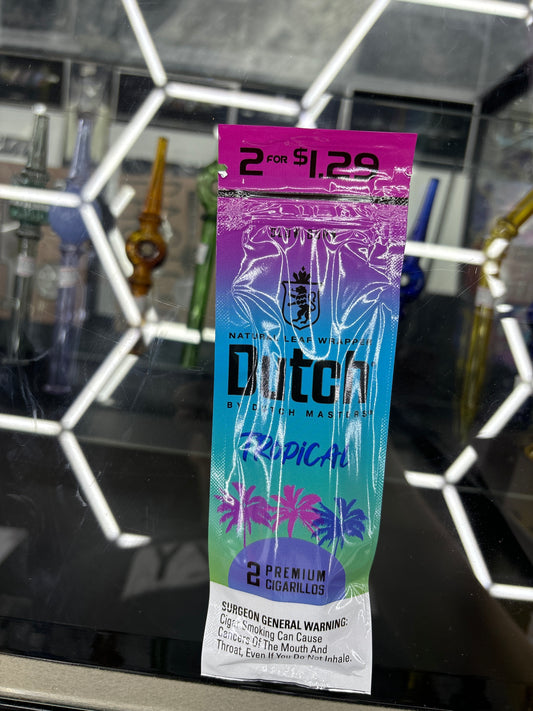 2 FOR $1.29
NATURAL LEAF WRAPPER
Dutch
BY DUTCH MASTERS
TROPICAL
2 PREMIUM
CIGARILLOS
SURGEON GENERAL WARNING:
Cigar Smoking Can Cause
Cancers Of The Mouth And
Throat, Even If You Do Not Inhale.